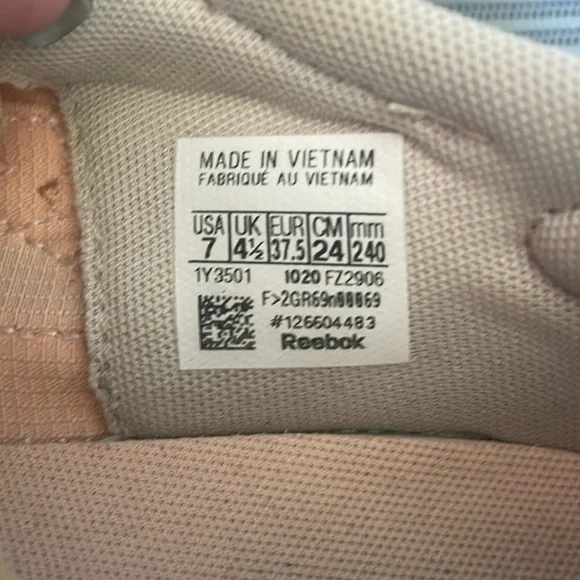 MADE IN VIETNAM
FABRIQUÉ AU VIETNAM
USA UK EUR CM mm
7 4½ 37.5 24 240
1Y3501 1020 FZ2906
#126604483
Reebok